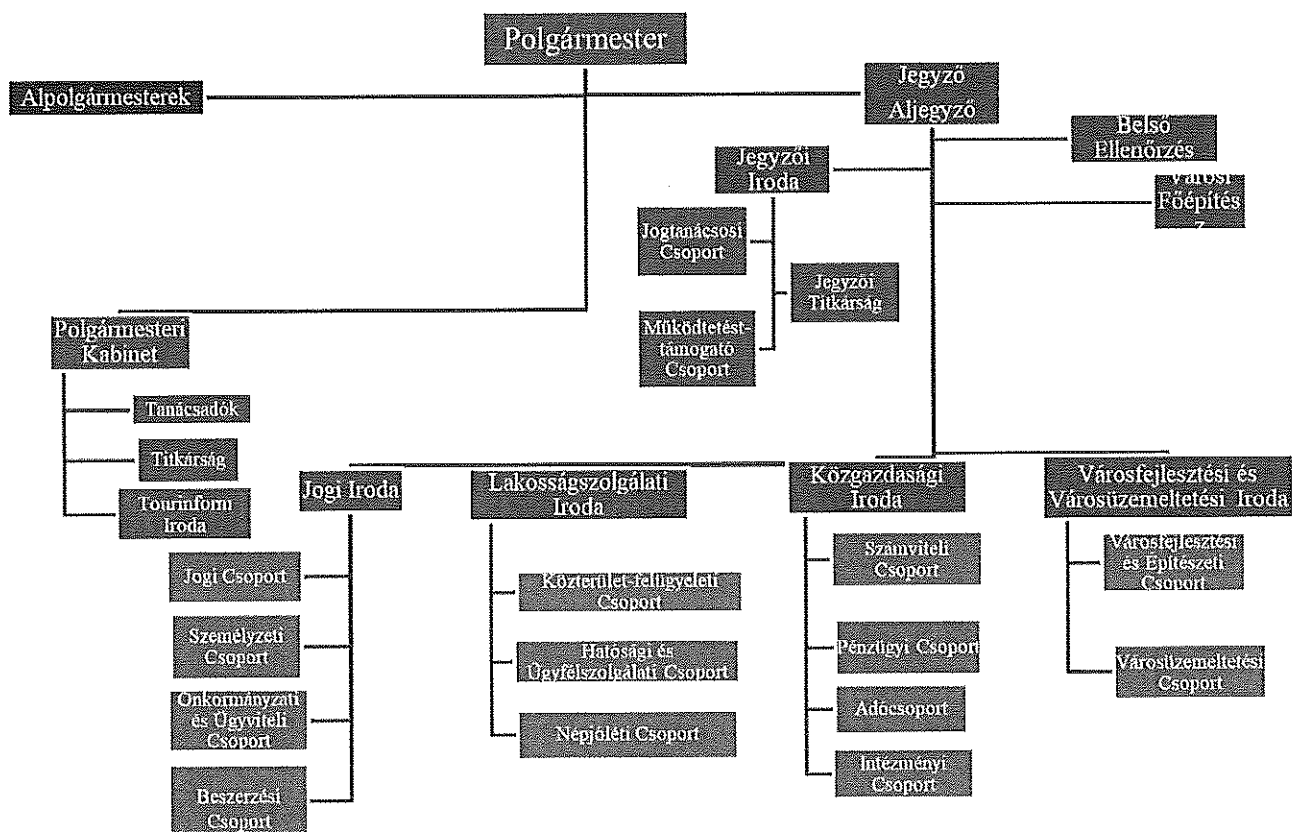 Polgármester
Alpolgármesterek
Jegyző
Aljegyző
Belső
Ellenőrzés
Városi
Főépítés
z
Jegyzői
Iroda
Jogtanácsosi
Csoport
Jegyzői
Titkárság
Működtetést-
támogató
Csoport
Polgármesteri
Kabinet
Tanácsadók
Titkárság
Tourinform
Iroda
Jogi Iroda
Jogi Csoport
Személyzeti
Csoport
Önkormányzati
és Ügyviteli
Csoport
Beszerzési
Csoport
Lakosságszolgálati
Iroda
Közterület-felügyeleti
Csoport
Hatósági és
Ügyfélszolgálati Csoport
Népjóléti Csoport
Közgazdasági
Iroda
Számviteli
Csoport
Pénzügyi Csoport
Adócsoport
Intézményi
Csoport
Városfejlesztési és
Városüzemeltetési Iroda
Városfejlesztési
és Építészeti
Csoport
Városüzemeltetési
Csoport